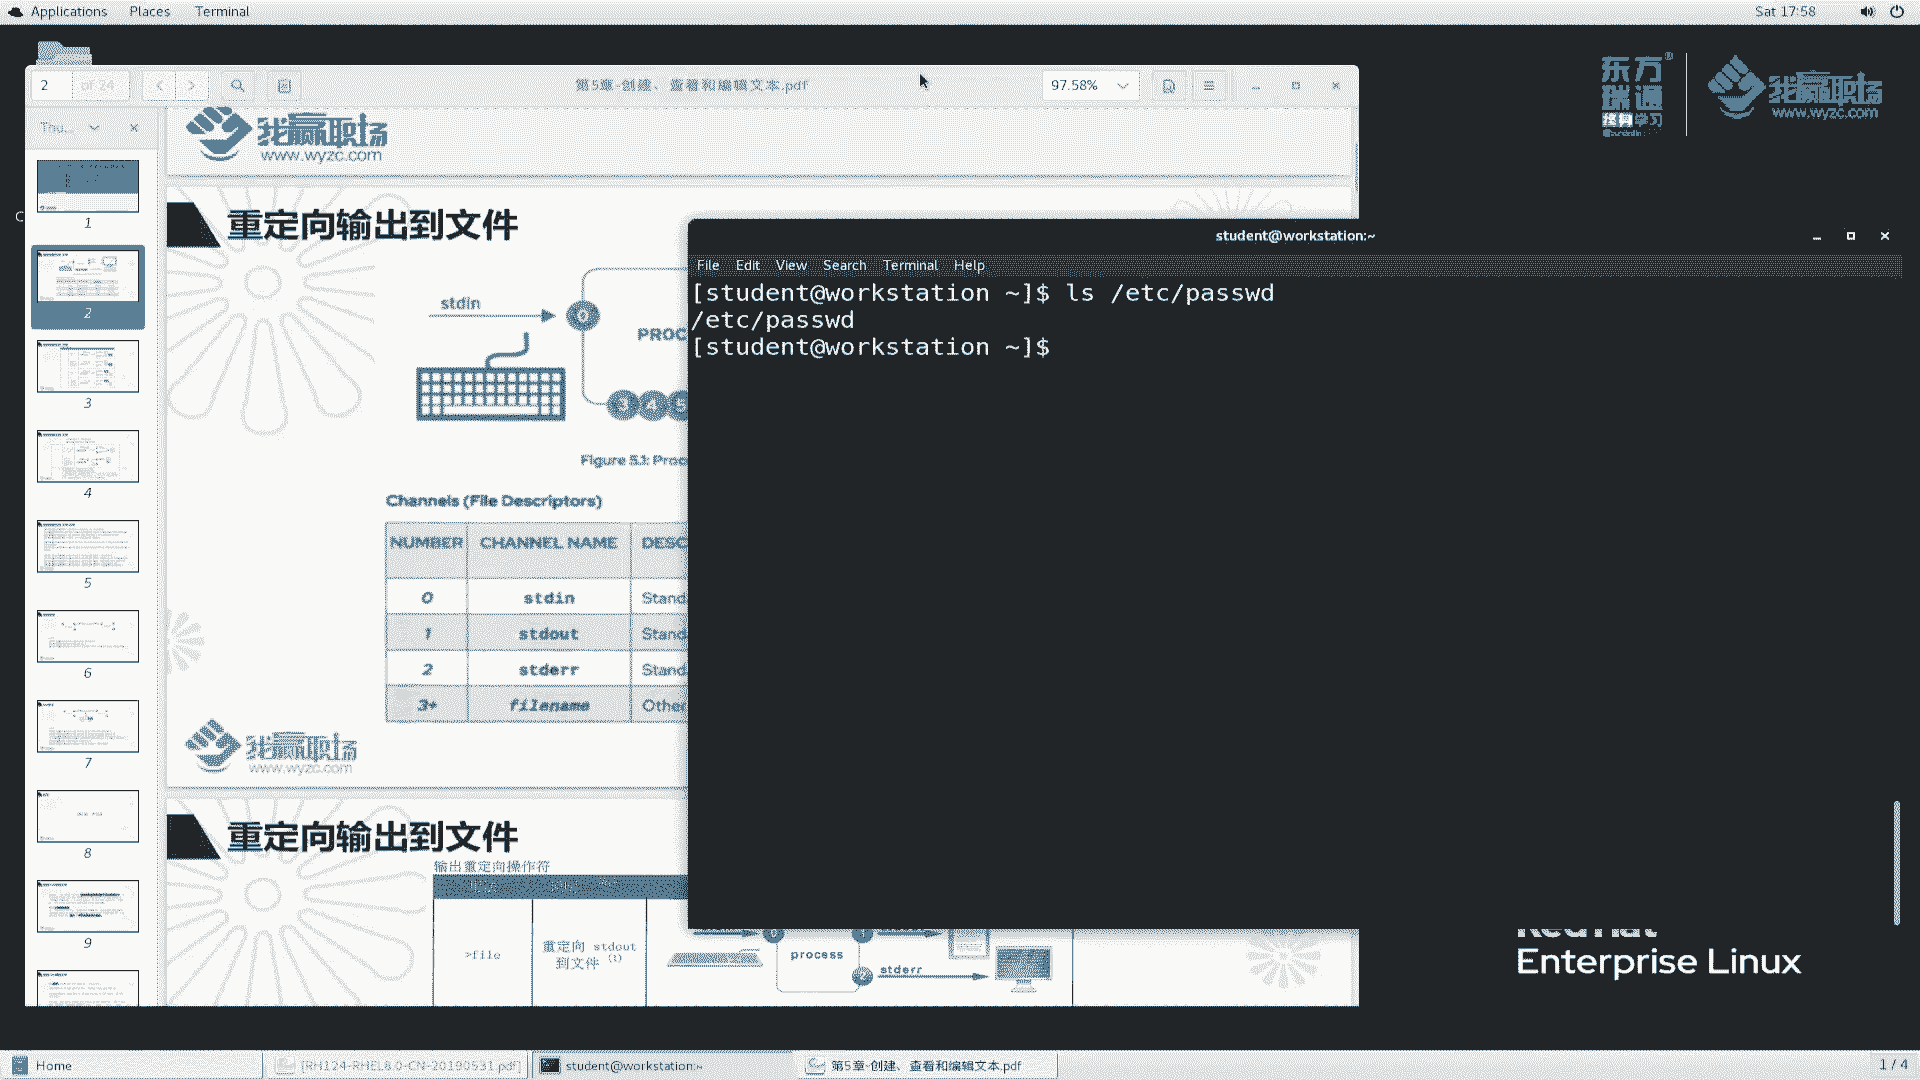 Applications Places Terminal
Sat 17:58
2 of 24
第5章-创建、查看和编辑文本.pdf
97.58%
东方
瑞通
终身学习
我赢职场
www.wyzc.com
Thu...
1
2
3
4
5
6
7
8
9
我赢职场
www.wyzc.com
重定向输出到文件
stdin
0
PROC
3 4 5
Figure 5.1: Proc
Channels (File Descriptors)
NUMBER CHANNEL NAME DESC
0 stdin Stand
1 stdout Stand
2 stderr Stand
3+ filename Other
我赢职场
www.wyzc.com
重定向输出到文件
输出重定向操作符
>file
重定向 stdout
到文件 (1)
process
stderr
student@workstation:~
File Edit View Search Terminal Help
[student@workstation ~]$ ls /etc/passwd
/etc/passwd
[student@workstation ~]$
Red Hat
Enterprise Linux
Home
[RH124-RHEL8.0-CN-20190531.pdf]
student@workstation:~
第5章-创建、查看和编辑文本.pdf
1 / 4